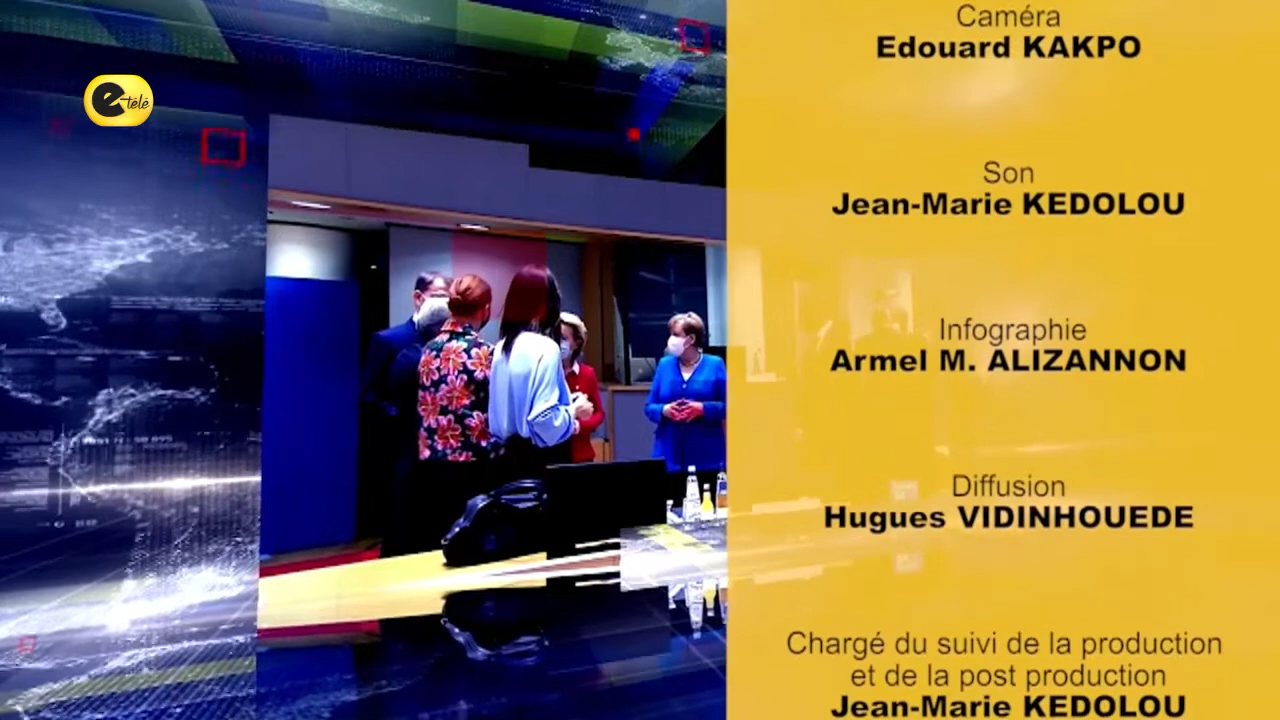 e-télé
Caméra
Edouard KAKPO
Son
Jean-Marie KEDOLOU
Infographie
Armel M. ALIZANNON
Diffusion
Hugues VIDINHOUEDE
Chargé du suivi de la production
et de la post production
Jean-Marie KEDOLOU